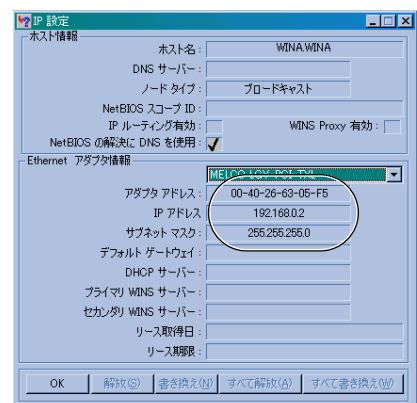 IP 設定
ホスト情報
ホスト名: WINA.WINA
DNS サーバー:
ノード タイプ: ブロードキャスト
NetBIOS スコープ ID:
IP ルーティング有効: WINS Proxy 有効:
NetBIOS の解決に DNS を使用:
Ethernet アダプタ情報
MELCO LGY-PCI-TXL
アダプタ アドレス: 00-40-26-63-05-F5
IP アドレス: 192.168.0.2
サブネット マスク: 255.255.255.0
デフォルト ゲートウェイ:
DHCP サーバー:
プライマリ WINS サーバー:
セカンダリ WINS サーバー:
リース取得日:
リース期限:
OK 解放(S) 書き換え(N) すべて解放(A) すべて書き換え(W)